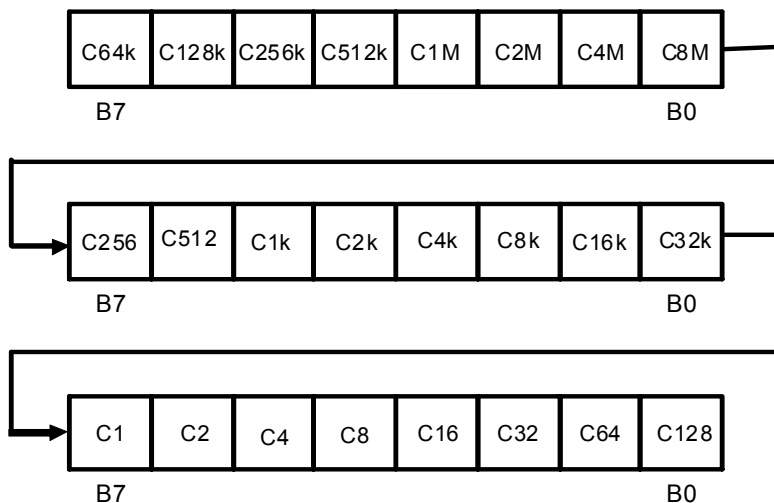 C64k C128k C256k C512k C1M C2M C4M C8M
B7 B0
C256 C512 C1k C2k C4k C8k C16k C32k
B7 B0
C1 C2 C4 C8 C16 C32 C64 C128
B7 B0